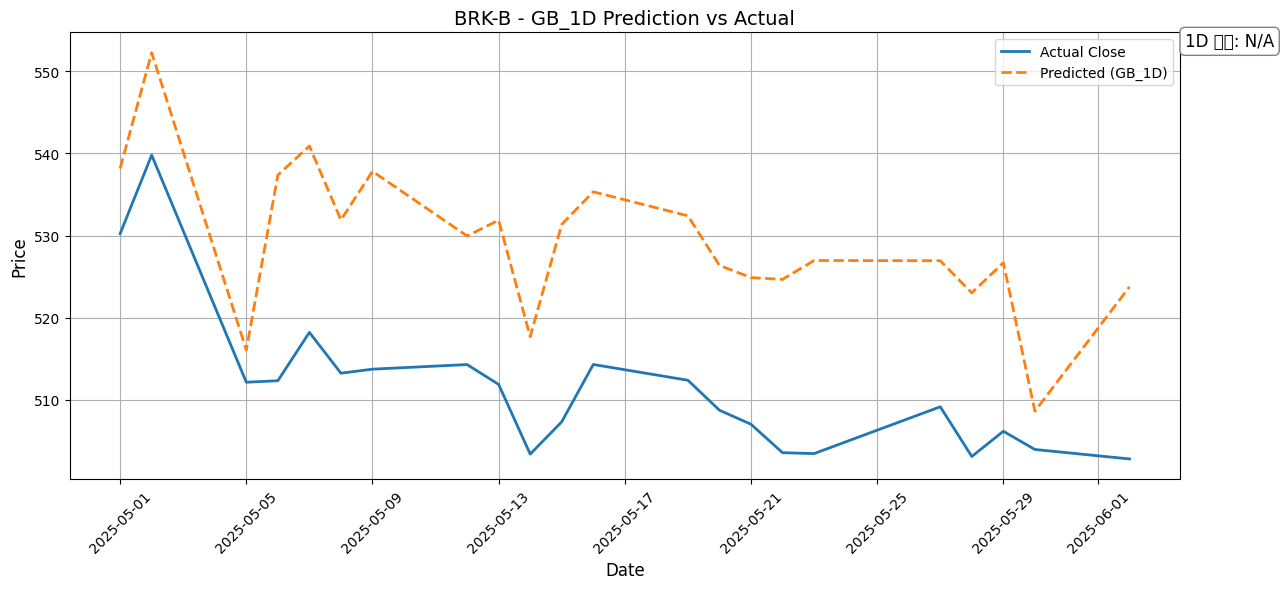 BRK-B - GB_1D Prediction vs Actual
1D : N/A
Actual Close
Predicted (GB_1D)
Price
550
540
530
520
510
2025-05-01
2025-05-05
2025-05-09
2025-05-13
2025-05-17
2025-05-21
2025-05-25
2025-05-29
2025-06-01
Date